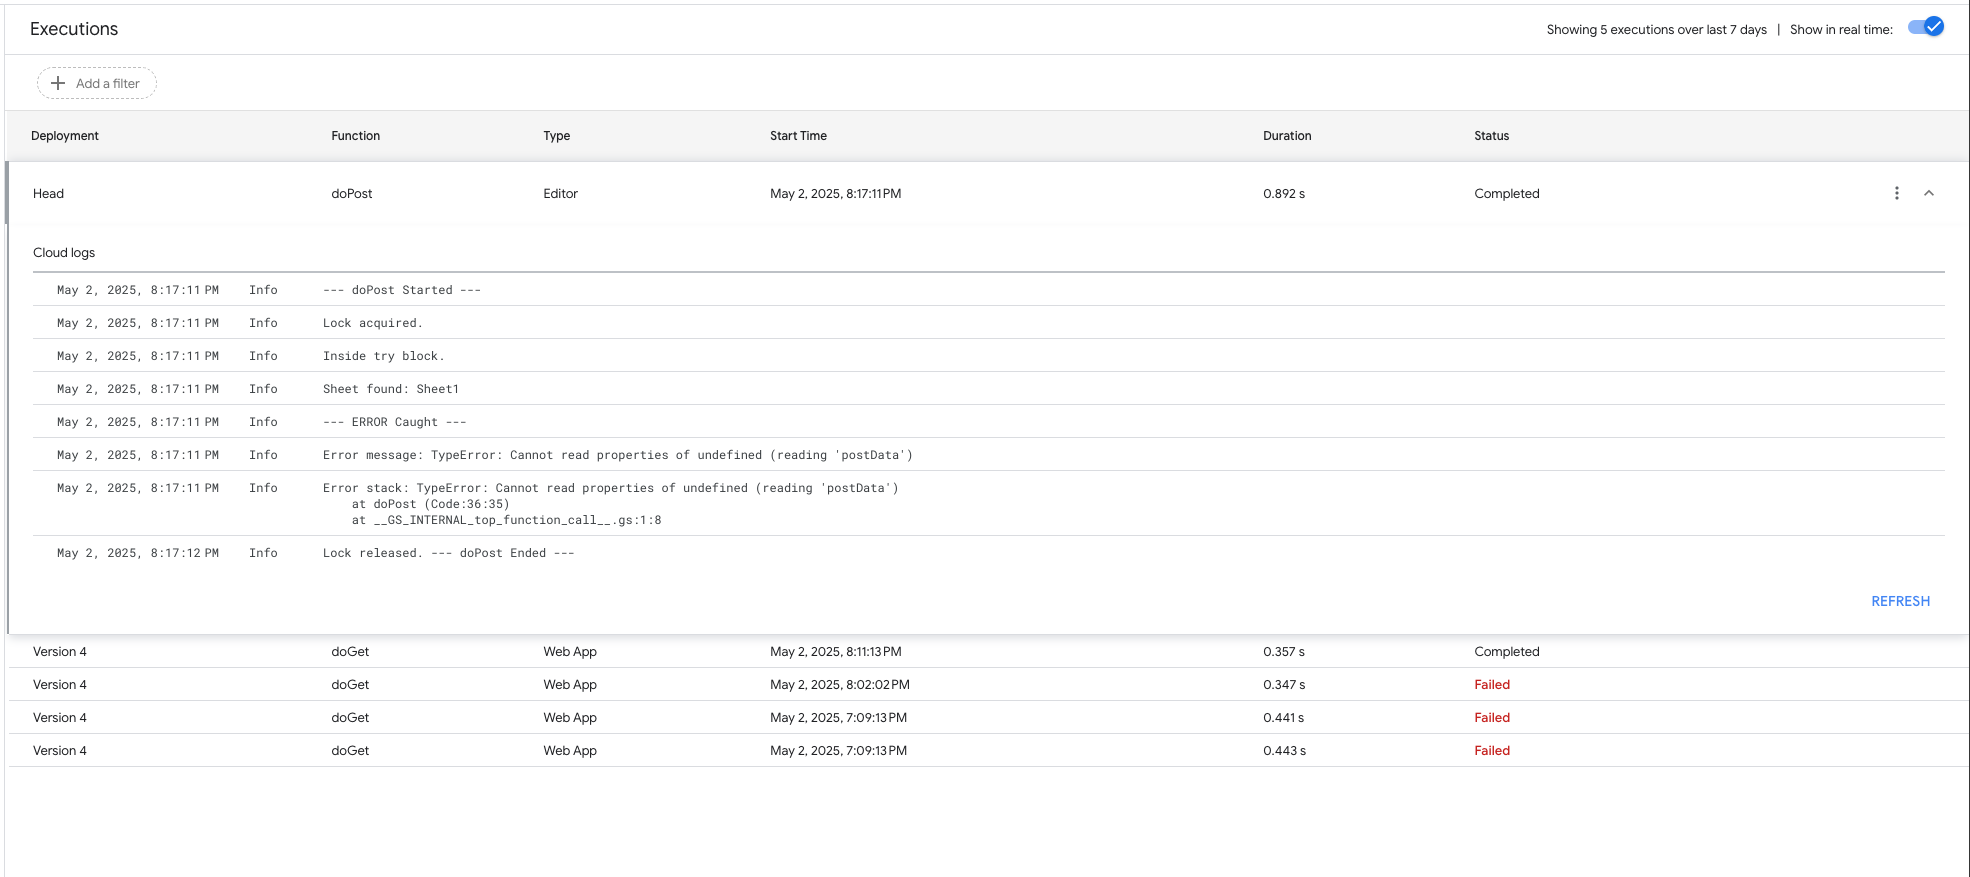 Executions
Showing 5 executions over last 7 days | Show in real time:
Add a filter
Deployment Function Type Start Time Duration Status
Head doPost Editor May 2, 2025, 8:17:11 PM 0.892 s Completed
Cloud logs
May 2, 2025, 8:17:11 PM Info --- doPost Started ---
May 2, 2025, 8:17:11 PM Info Lock acquired.
May 2, 2025, 8:17:11 PM Info Inside try block.
May 2, 2025, 8:17:11 PM Info Sheet found: Sheet1
May 2, 2025, 8:17:11 PM Info --- ERROR Caught ---
May 2, 2025, 8:17:11 PM Info Error message: TypeError: Cannot read properties of undefined (reading 'postData')
May 2, 2025, 8:17:11 PM Info Error stack: TypeError: Cannot read properties of undefined (reading 'postData')
at doPost (Code:36:35)
at __GS_INTERNAL_top_function_call__.gs:1:8
May 2, 2025, 8:17:12 PM Info Lock released. --- doPost Ended ---
REFRESH
Version 4 doGet Web App May 2, 2025, 8:11:13 PM 0.357 s Completed
Version 4 doGet Web App May 2, 2025, 8:02:02 PM 0.347 s Failed
Version 4 doGet Web App May 2, 2025, 7:09:13 PM 0.441 s Failed
Version 4 doGet Web App May 2, 2025, 7:09:13 PM 0.443 s Failed